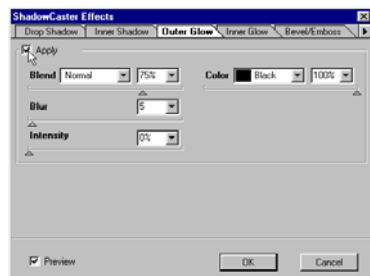 ShadowCaster Effects
Drop Shadow Inner Shadow Outer Glow Inner Glow Bevel/Emboss
Apply
Blend Normal 75% Color Black 100%
Blur 5
Intensity 0%
Preview OK Cancel